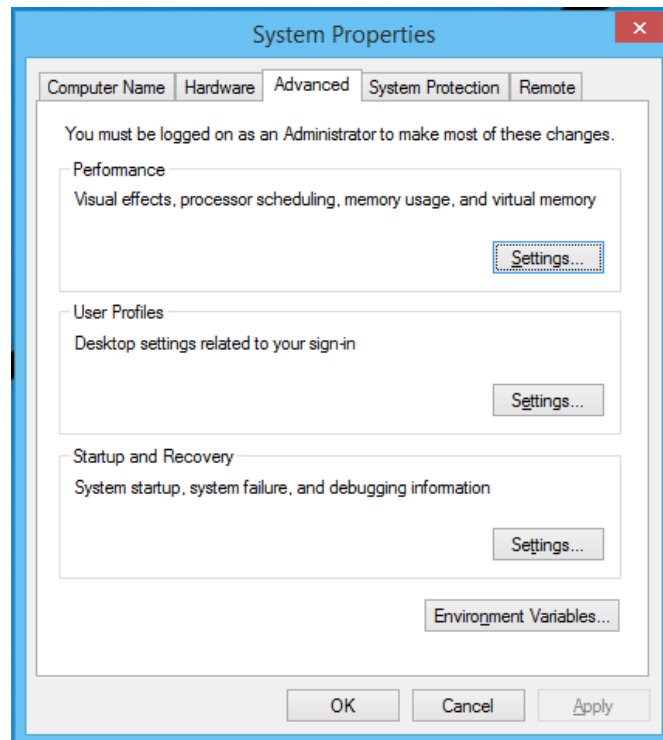 System Properties
Computer Name Hardware Advanced System Protection Remote
You must be logged on as an Administrator to make most of these changes.
Performance
Visual effects, processor scheduling, memory usage, and virtual memory
Settings...
User Profiles
Desktop settings related to your sign-in
Settings...
Startup and Recovery
System startup, system failure, and debugging information
Settings...
Environment Variables...
OK Cancel Apply